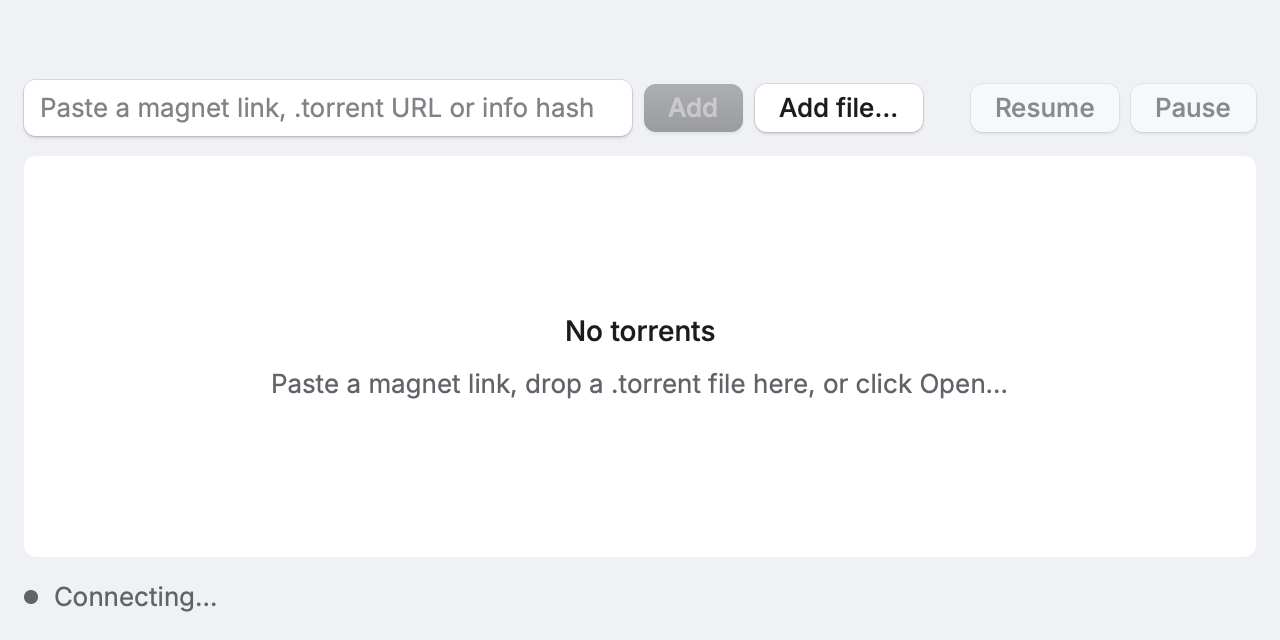 Paste a magnet link, .torrent URL or info hash
Add
Add file...
Resume
Pause
No torrents
Paste a magnet link, drop a .torrent file here, or click Open...
Connecting...